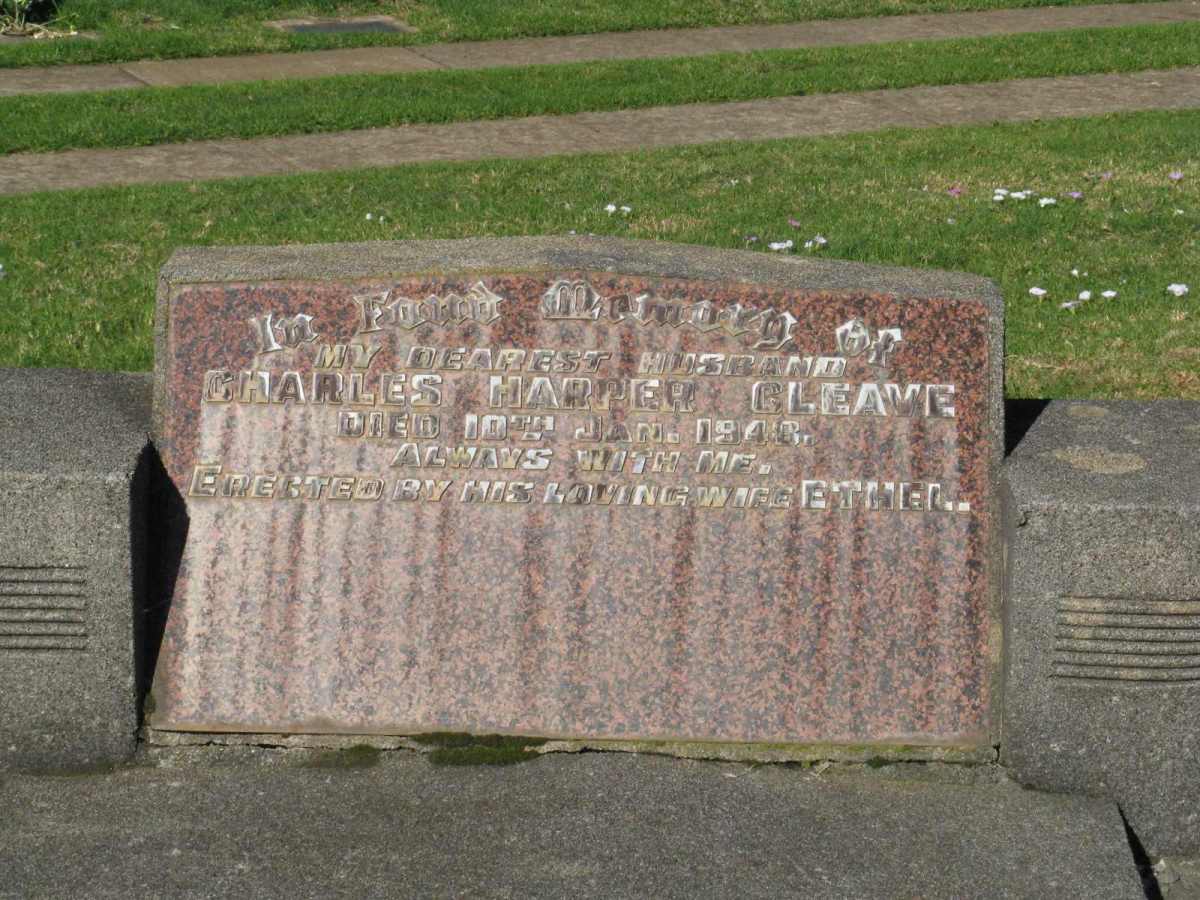 In Fond Memory Of
MY DEAREST HUSBAND
CHARLES HARPER CLEAVE
DIED 10TH JAN. 1948.
ALWAYS WITH ME.
ERECTED BY HIS LOVING WIFE ETHEL.